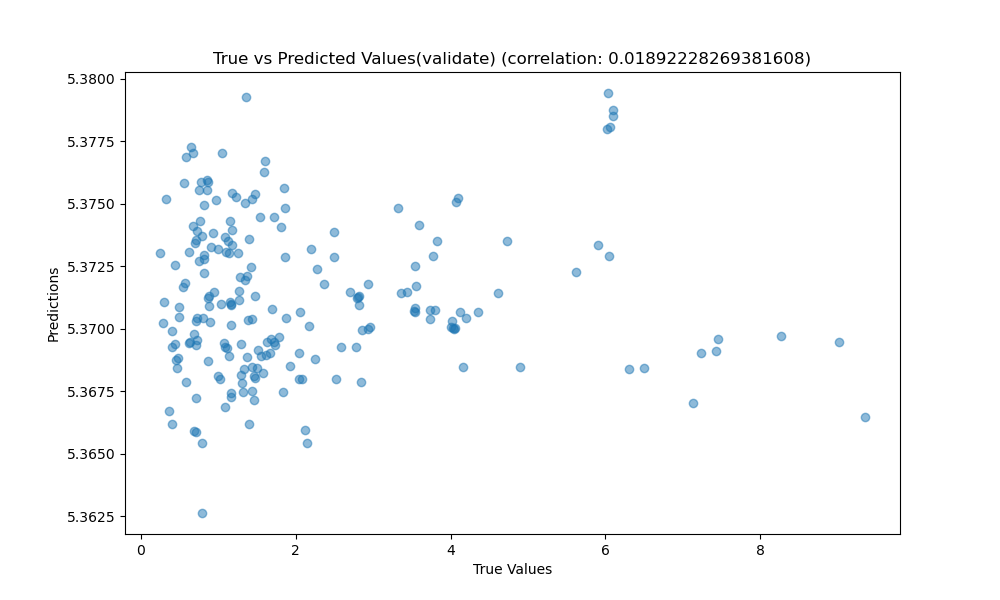 True vs Predicted Values(validate) (correlation: 0.01892228269381608)
5.3800
5.3775
5.3750
5.3725
5.3700
5.3675
5.3650
5.3625
Predictions
0 2 4 6 8
True Values